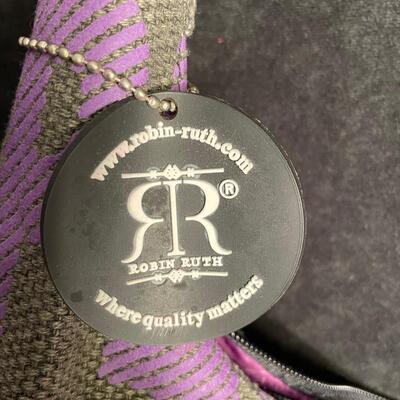 www.robin-ruth.com
RR®
ROBIN RUTH
where quality matters